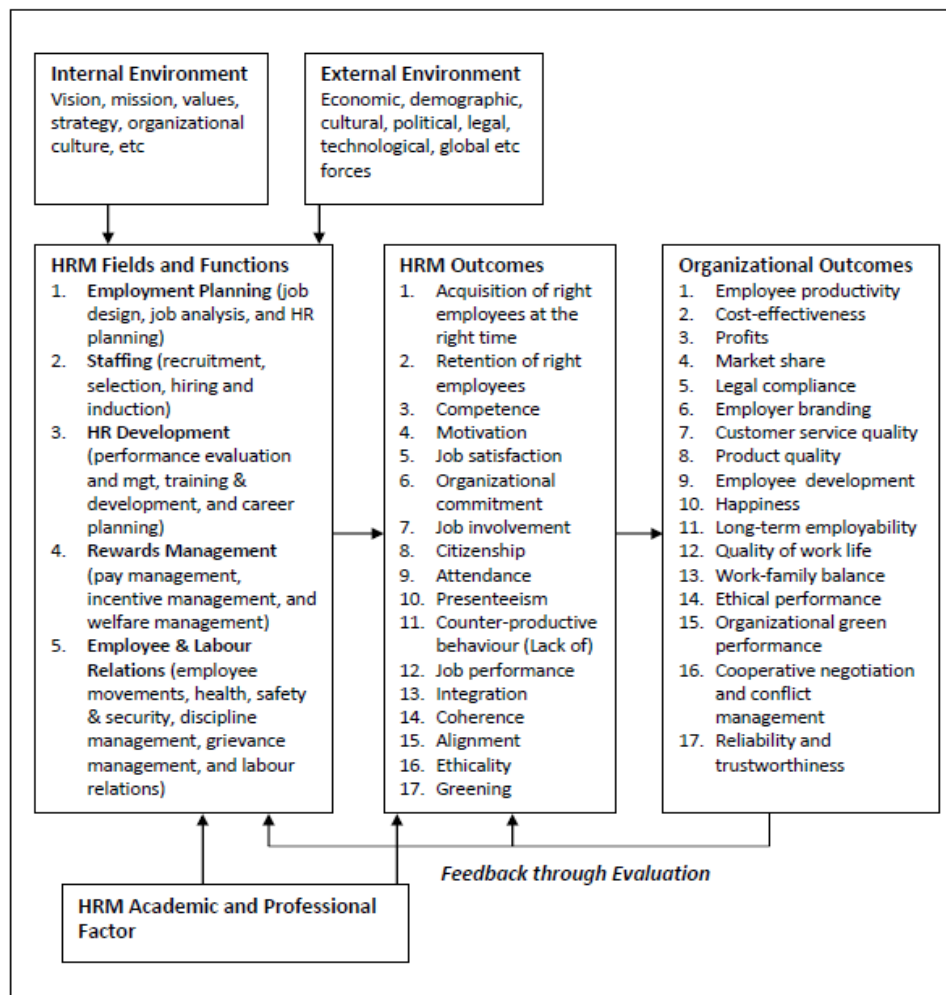 Internal Environment
Vision, mission, values,
strategy, organizational
culture, etc
External Environment
Economic, demographic,
cultural, political, legal,
technological, global etc
forces
HRM Fields and Functions
1. Employment Planning (job
design, job analysis, and HR
planning)
2. Staffing (recruitment,
selection, hiring and
induction)
3. HR Development
(performance evaluation
and mgt, training &
development, and career
planning)
4. Rewards Management
(pay management,
incentive management, and
welfare management)
5. Employee & Labour
Relations (employee
movements, health, safety
& security, discipline
management, grievance
management, and labour
relations)
HRM Outcomes
1. Acquisition of right
employees at the
right time
2. Retention of right
employees
3. Competence
4. Motivation
5. Job satisfaction
6. Organizational
commitment
7. Job involvement
8. Citizenship
9. Attendance
10. Presenteeism
11. Counter-productive
behaviour (Lack of)
12. Job performance
13. Integration
14. Coherence
15. Alignment
16. Ethicality
17. Greening
Organizational Outcomes
1. Employee productivity
2. Cost-effectiveness
3. Profits
4. Market share
5. Legal compliance
6. Employer branding
7. Customer service quality
8. Product quality
9. Employee development
10. Happiness
11. Long-term employability
12. Quality of work life
13. Work-family balance
14. Ethical performance
15. Organizational green
performance
16. Cooperative negotiation
and conflict
management
17. Reliability and
trustworthiness
Feedback through Evaluation
HRM Academic and Professional
Factor